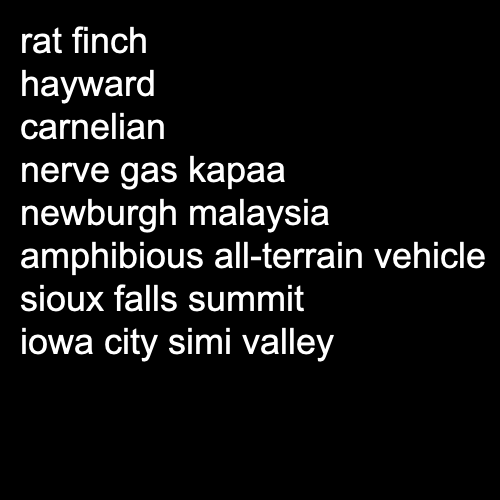 rat finch
hayward
carnelian
nerve gas kapaa
newburgh malaysia
amphibious all-terrain vehicle
sioux falls summit
iowa city simi valley